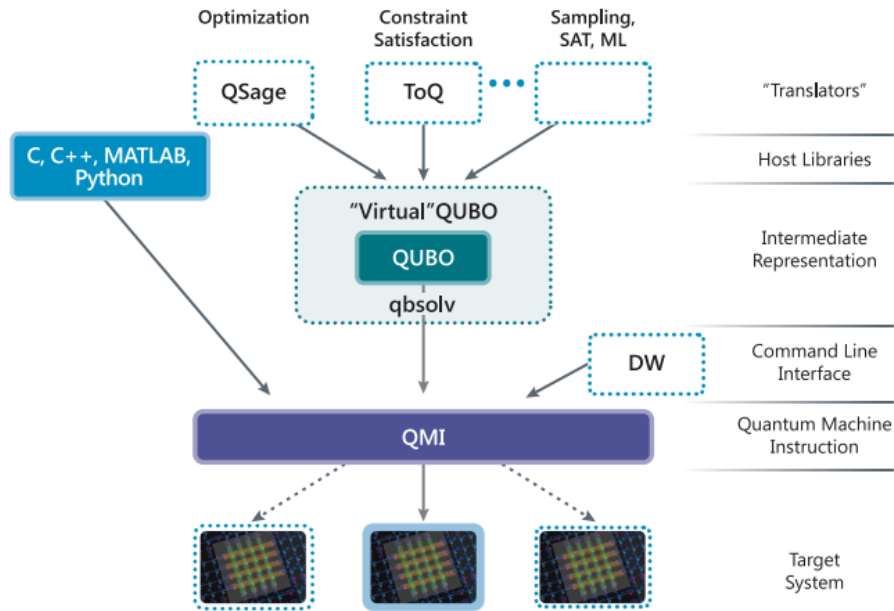 Optimization
Constraint
Satisfaction
Sampling,
SAT, ML
QSage
ToQ
"Translators"
C, C++, MATLAB,
Python
Host Libraries
"Virtual"QUBO
QUBO
qbsolv
Intermediate
Representation
DW
Command Line
Interface
QMI
Quantum Machine
Instruction
Target
System